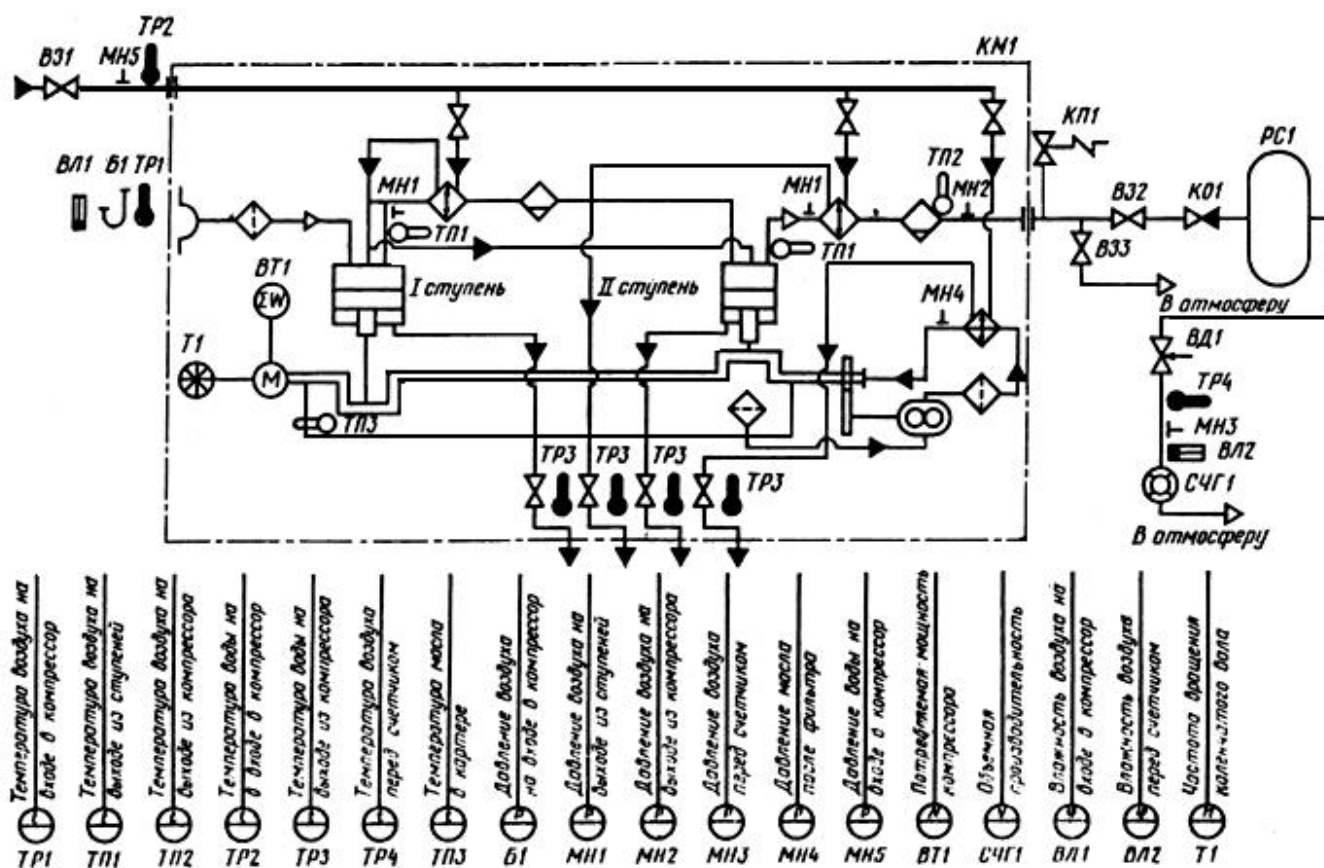 ТР2
ВЗ1
МН5
КМ1
КП1
РС1
ВЛ1
Б1
ТР1
МН1
МН1
ТП2
МН2
ВЗ2
КО1
ТП1
ТП1
ВЗ3
ВТ1
ΣW
I ступень
II ступень
МН4
В атмосферу
Т1
М
ВД1
ТР4
ТП3
МН3
ВЛ2
ТР3
ТР3
ТР3
ТР3
СЧГ1
В атмосферу
Температура воздуха на
входе в компрессор
Температура воздуха на
выходе из ступеней
Температура воздуха на
выходе из компрессора
Температура воды на
в входе в компрессор
Температура воды на
выходе из компрессора
Температура воздуха
перед счетчиком
Температура масла
в картере
Давление воздуха
на входе в компрессор
Давление воздуха на
выходе из ступеней
Давление воздуха на
выходе из компрессора
Давление воздуха
перед счетчиком
Давление масла
после фильтра
Давление воды на
входе в компрессор
Потребляемая мощность
компрессора
Объемная
производительность
Влажность воздуха на
входе в компрессор
Влажность воздуха
перед счетчиком
Частота вращения
коленчатого вала
ТР1
ТП1
ТП2
ТР2
ТР3
ТР4
ТП3
Б1
МН1
МН2
МН3
МН4
МН5
ВТ1
СЧГ1
ВЛ1
ВЛ2
Т1